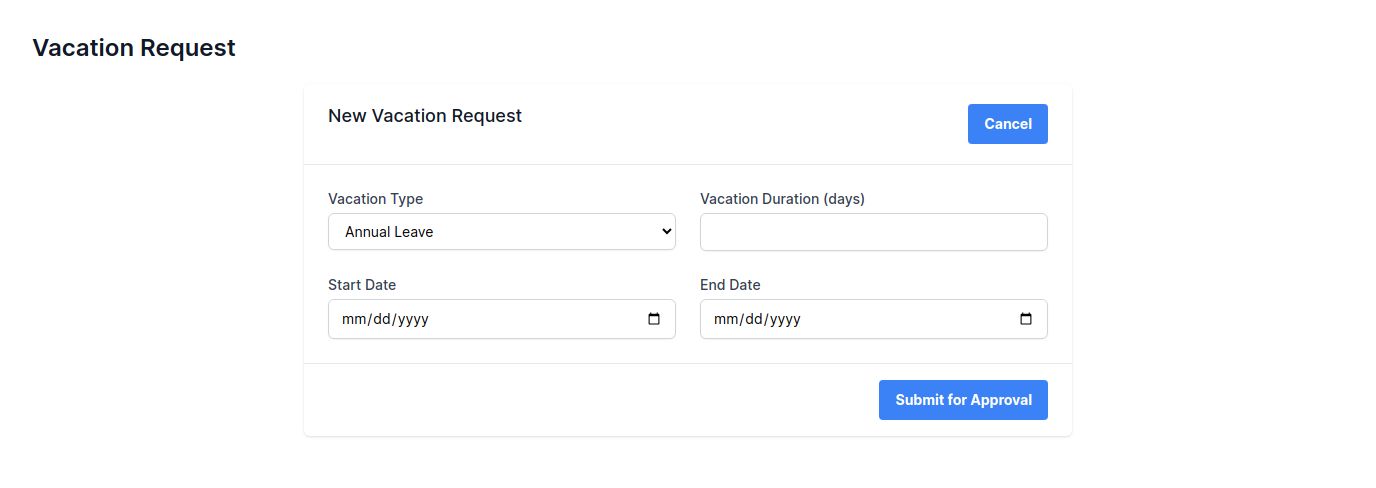 Vacation Request
New Vacation Request
Cancel
Vacation Type
Vacation Duration (days)
Annual Leave
Start Date
End Date
mm/dd/yyyy
mm/dd/yyyy
Submit for Approval